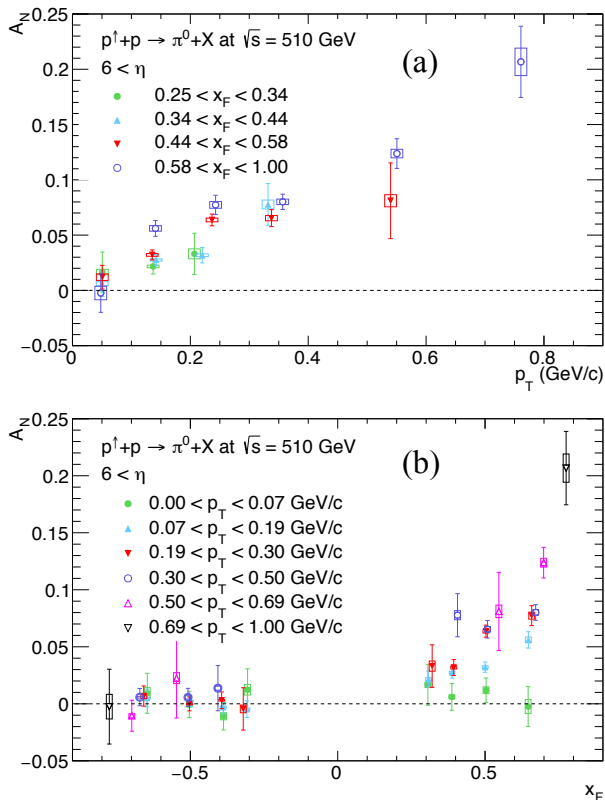 A_N
0.25
p↑+p → π⁰+X at √s = 510 GeV
(a)
6 < η
0.2
0.25 < x_F < 0.34
0.34 < x_F < 0.44
0.15
0.44 < x_F < 0.58
0.58 < x_F < 1.00
0.1
0.05
0
−0.05
0 0.2 0.4 0.6 0.8
p_T (GeV/c)
A_N
0.25
p↑+p → π⁰+X at √s = 510 GeV
(b)
6 < η
0.2
0.00 < p_T < 0.07 GeV/c
0.07 < p_T < 0.19 GeV/c
0.15
0.19 < p_T < 0.30 GeV/c
0.30 < p_T < 0.50 GeV/c
0.1
0.50 < p_T < 0.69 GeV/c
0.69 < p_T < 1.00 GeV/c
0.05
0
−0.05
−0.5 0 0.5
x_F